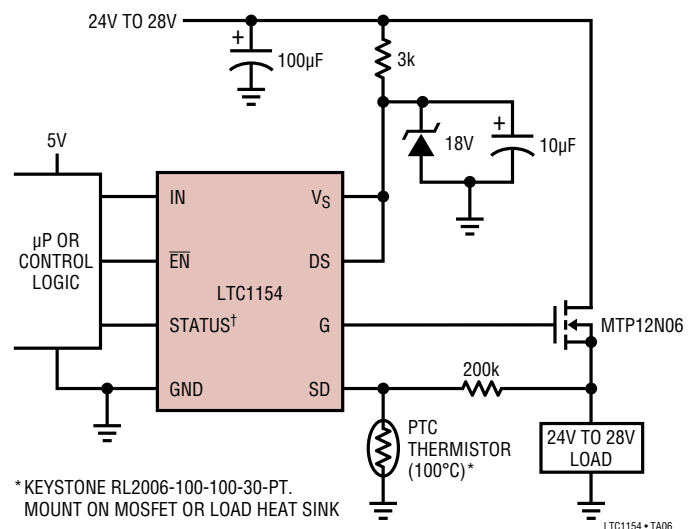 24V TO 28V
+
100µF
3k
5V
18V
+
10µF
IN
VS
µP OR
CONTROL
LOGIC
EN
DS
LTC1154
STATUS†
G
MTP12N06
200k
GND
SD
PTC
THERMISTOR
(100°C)*
24V TO 28V
LOAD
*KEYSTONE RL2006-100-100-30-PT.
MOUNT ON MOSFET OR LOAD HEAT SINK
LTC1154 • TA06